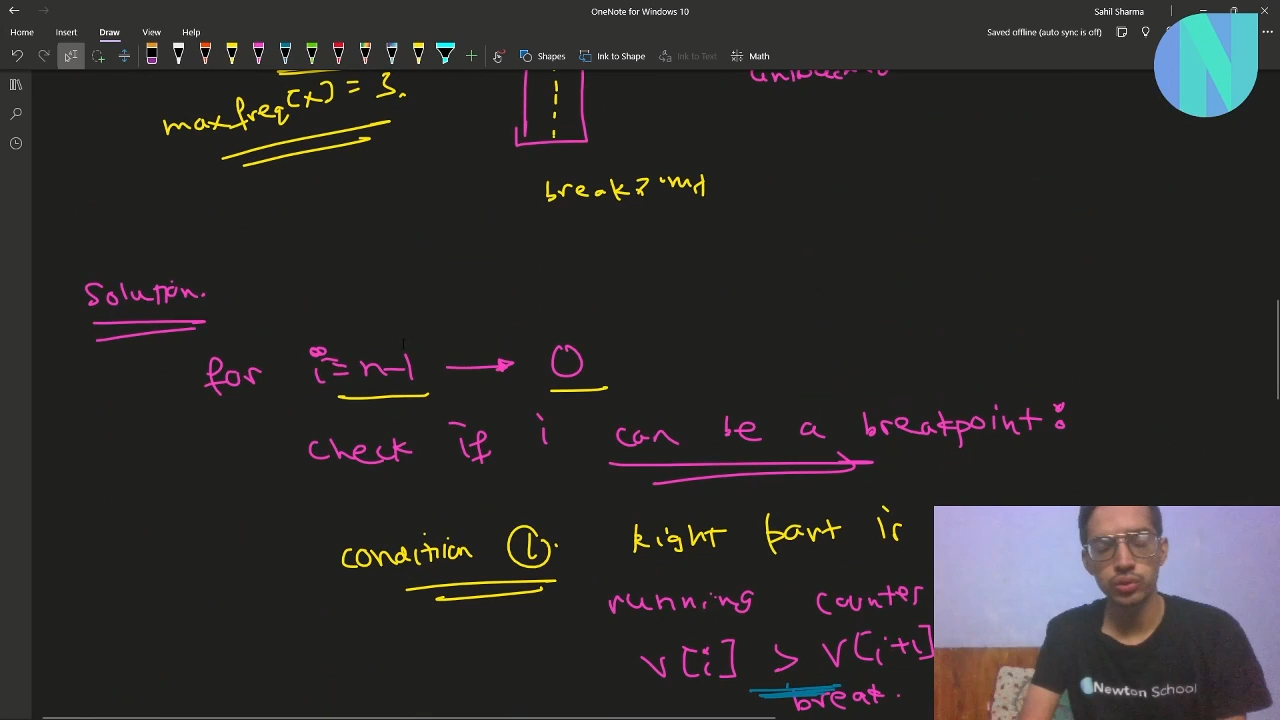 OneNote for Windows 10
Sahil Sharma
Home Insert Draw View Help
Saved offline (auto sync is off)
Shapes Ink to Shape Ink to Text Math
maxfreq[x] = 3.
Solution.
for i = n-1 → 0
check if i can be a breakpoint:
condition ①. Right part is
running counter
v[i] > v[i+1]
break.
Newton School